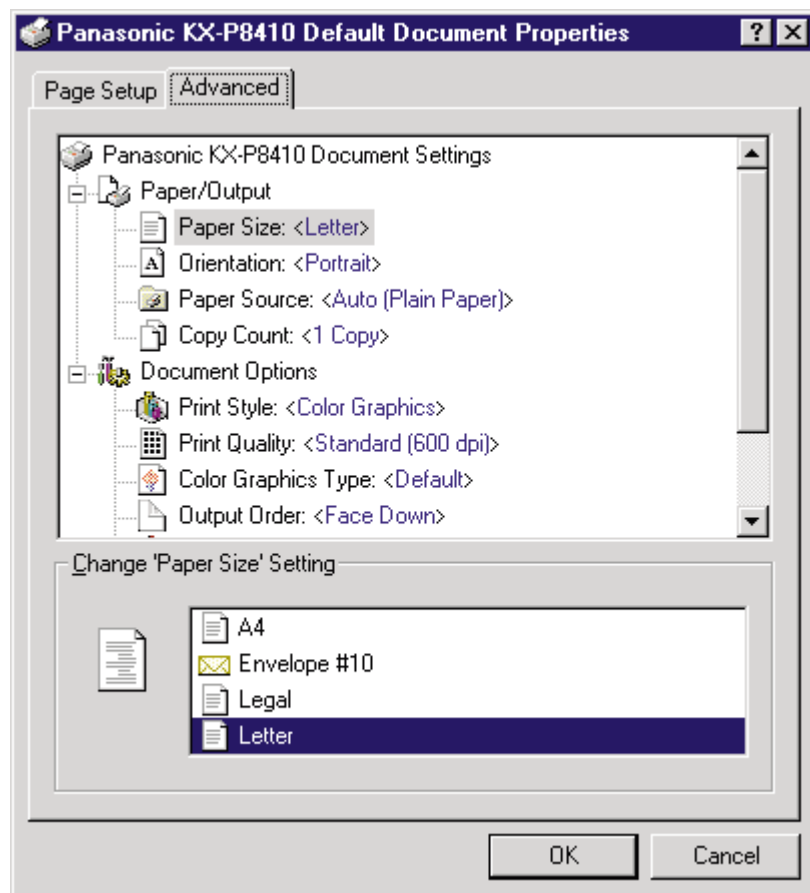 Panasonic KX-P8410 Default Document Properties
Page Setup Advanced
Panasonic KX-P8410 Document Settings
Paper/Output
Paper Size: <Letter>
Orientation: <Portrait>
Paper Source: <Auto (Plain Paper)>
Copy Count: <1 Copy>
Document Options
Print Style: <Color Graphics>
Print Quality: <Standard (600 dpi)>
Color Graphics Type: <Default>
Output Order: <Face Down>
Change 'Paper Size' Setting
A4
Envelope #10
Legal
Letter
OK Cancel